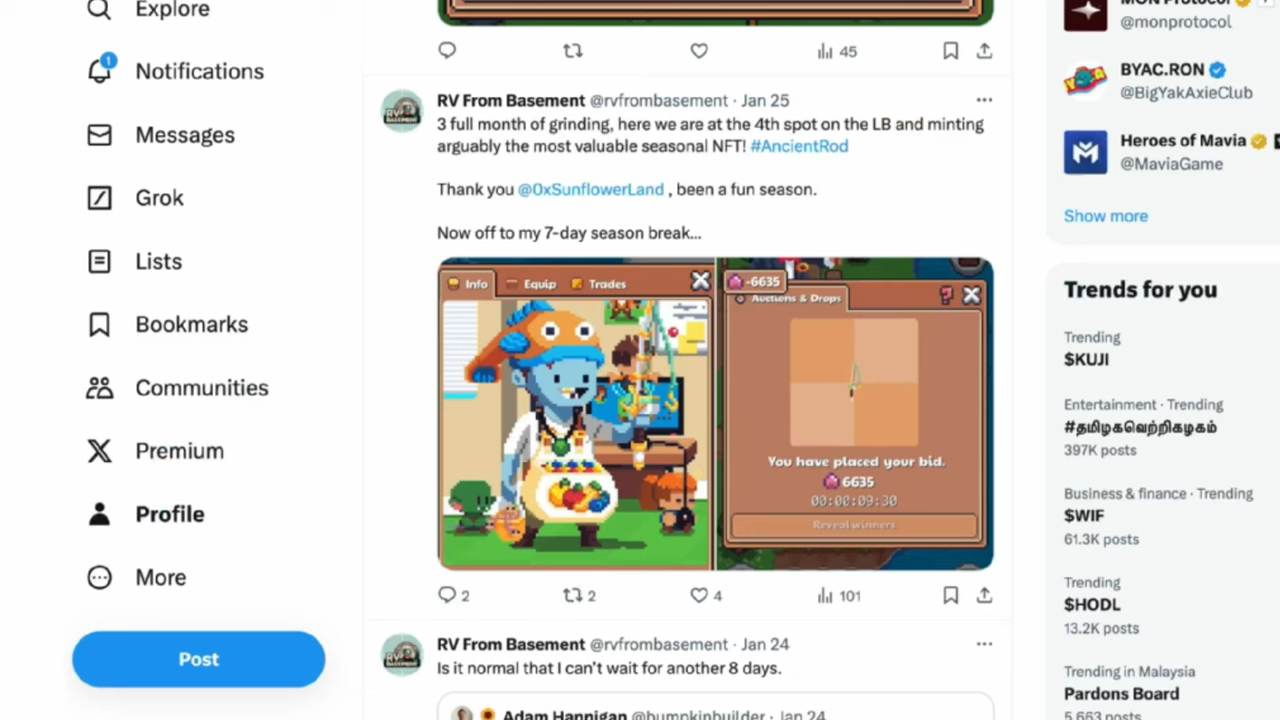 Explore
Notifications
1
Messages
Grok
Lists
Bookmarks
Communities
Premium
Profile
More
Post
45
RV From Basement @rvfrombasement · Jan 25
3 full month of grinding, here we are at the 4th spot on the LB and minting
arguably the most valuable seasonal NFT! #AncientRod
Thank you @0xSunflowerLand , been a fun season.
Now off to my 7-day season break...
Info
Equip
Trades
-6635
Auctions & Drops
You have placed your bid.
6635
00:00:09:30
Reveal winners
2
2
4
101
RV From Basement @rvfrombasement · Jan 24
Is it normal that I can't wait for another 8 days.
Adam Hannigan @bumpkinbuilder · Jan 24
MON Protocol
@monprotocol
BYAC.RON
@BigYakAxieClub
Heroes of Mavia
@MaviaGame
Show more
Trends for you
Trending
$KUJI
Entertainment · Trending
#தமிழகவெற்றிகழகம்
397K posts
Business & finance · Trending
$WIF
61.3K posts
Trending
$HODL
13.2K posts
Trending in Malaysia
Pardons Board
5,663 posts